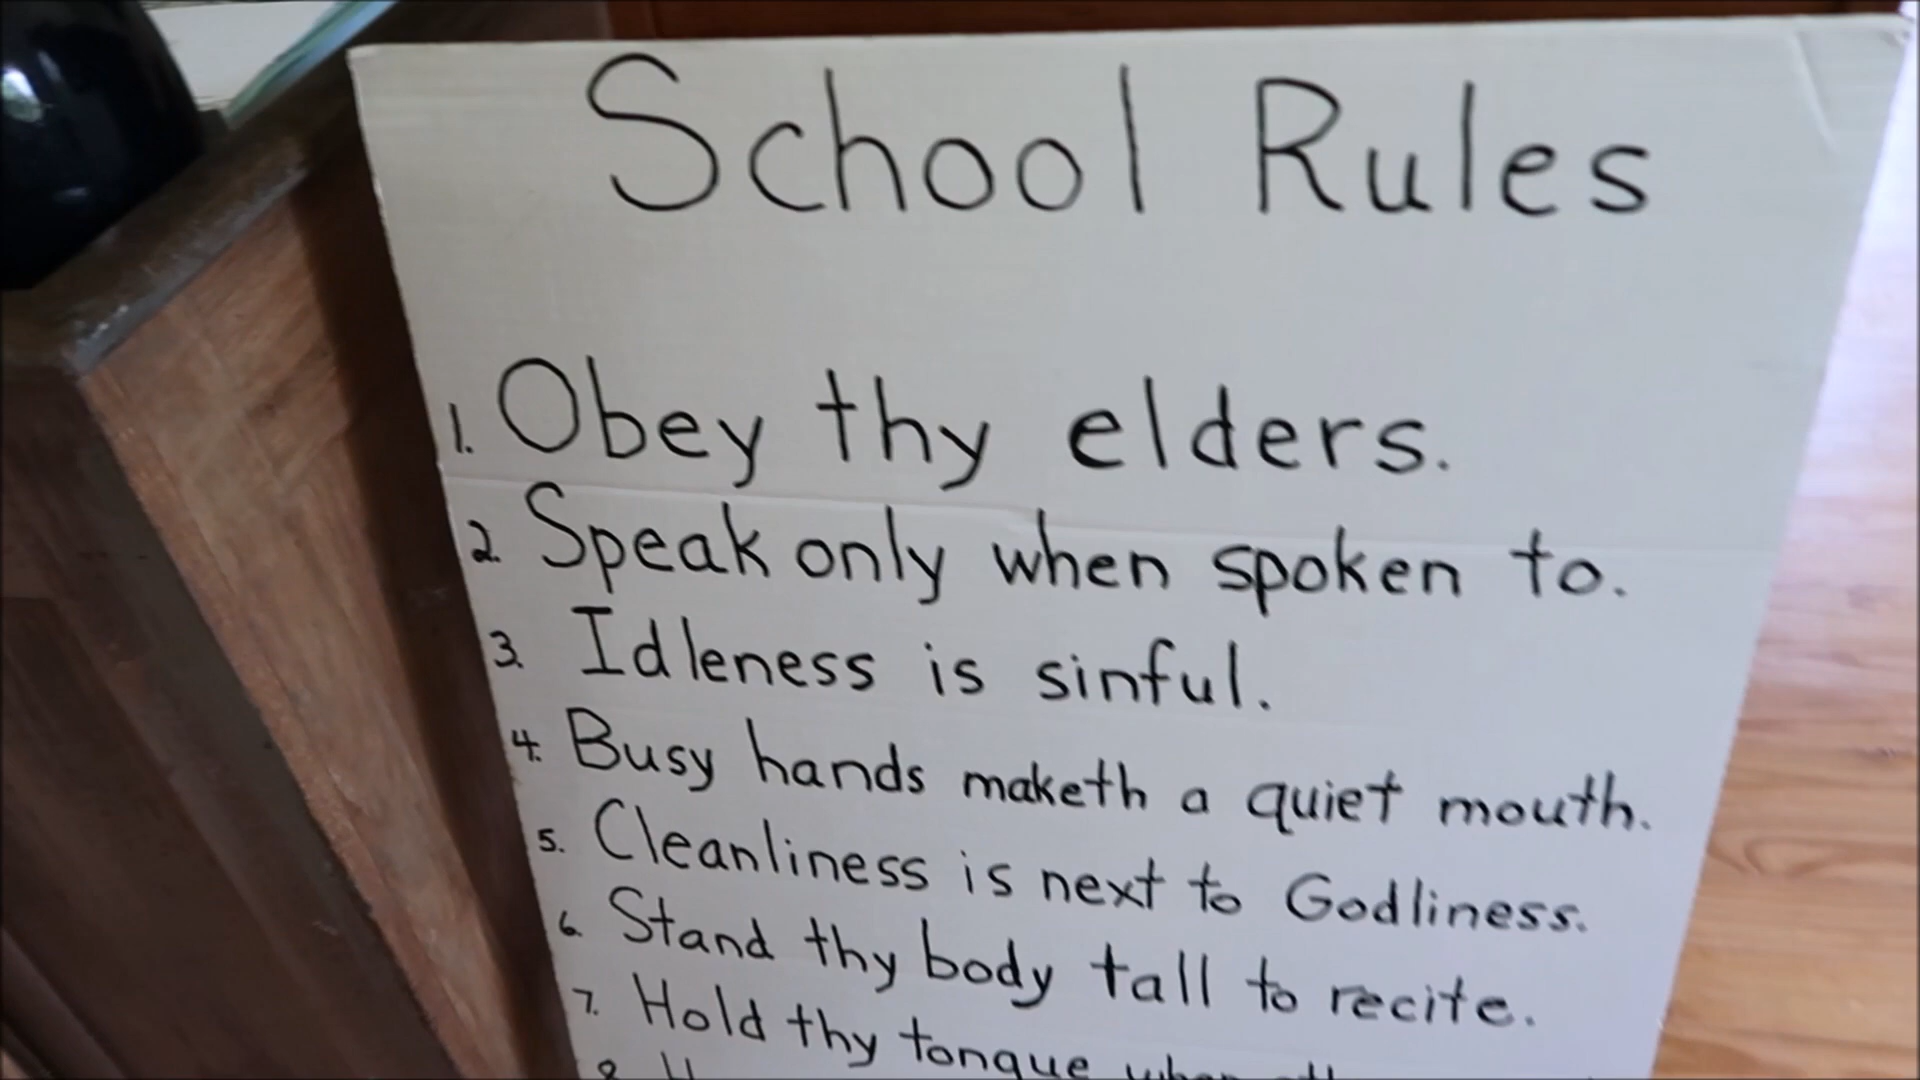 School Rules
1. Obey thy elders.
2. Speak only when spoken to.
3. Idleness is sinful.
4. Busy hands maketh a quiet mouth.
5. Cleanliness is next to Godliness.
6. Stand thy body tall to recite.
7. Hold thy tongue when
8.